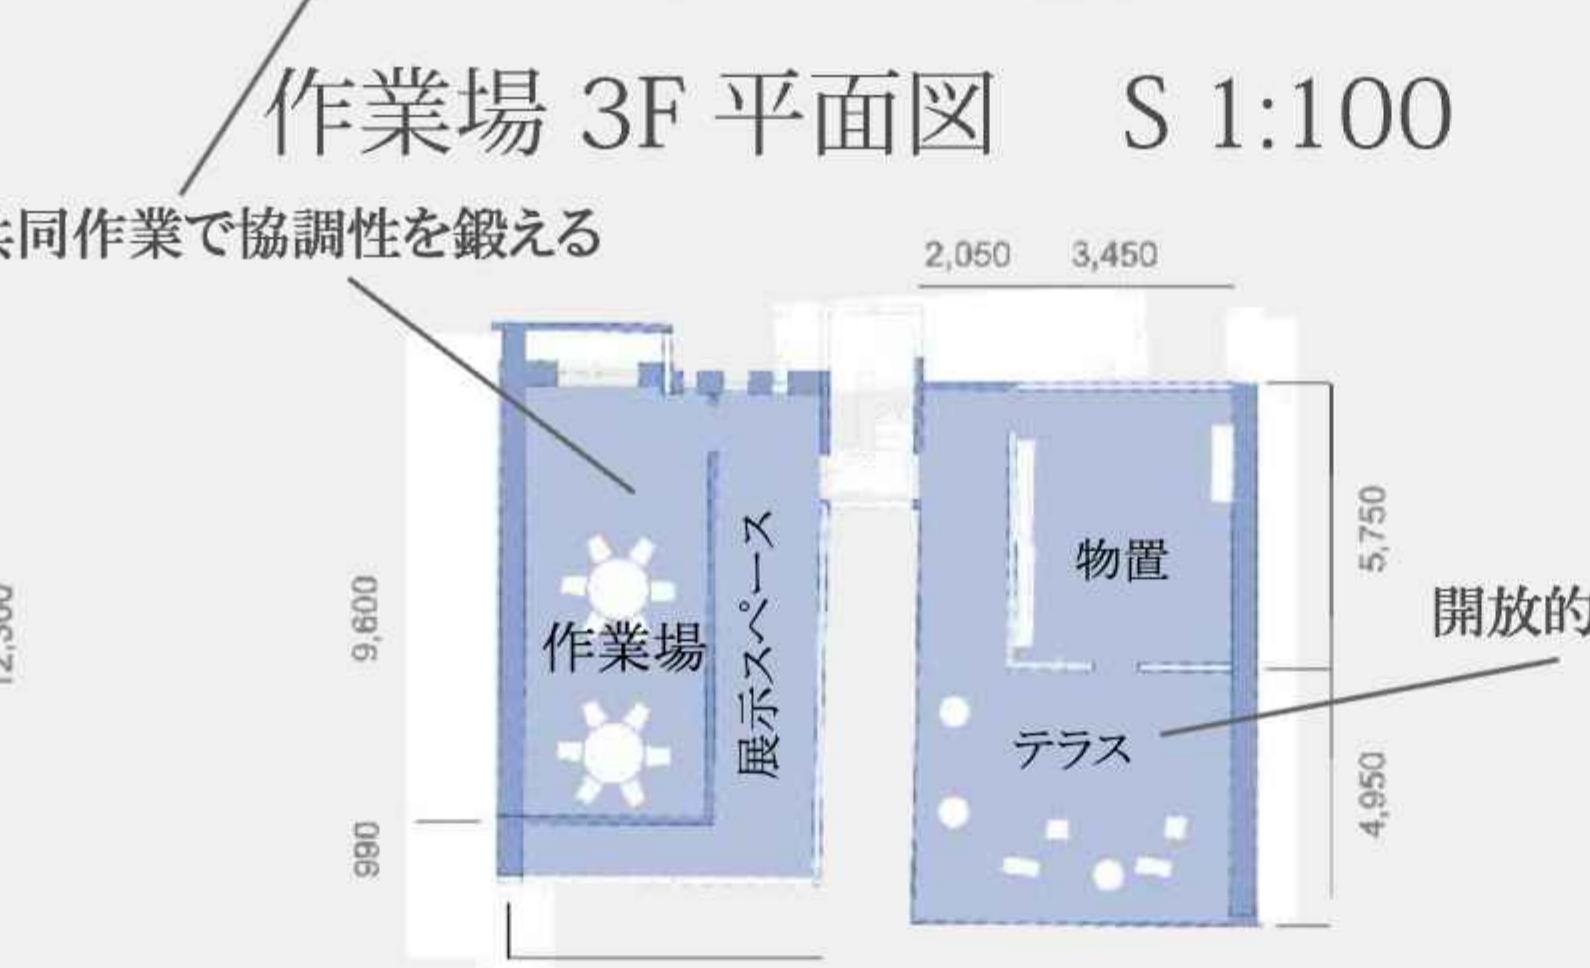 作業場 3F 平面図 S 1:100
同作業で協調性を鍛える
2,050 3,450
5,750
物置
展示スペース
9,600
開放的
作業場
テラス
4,950
990